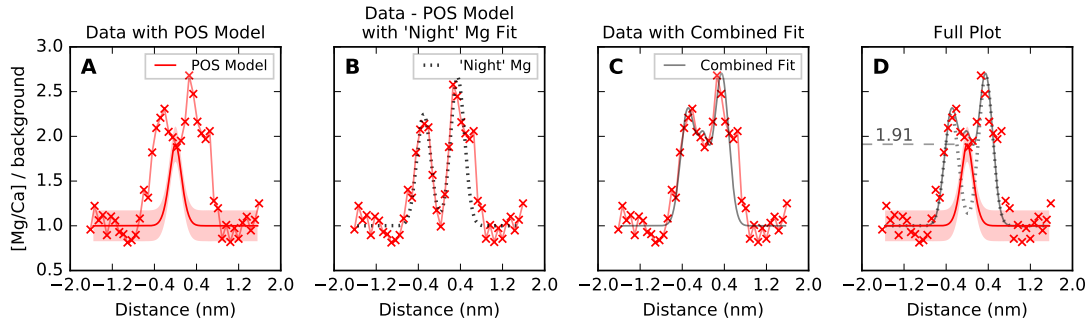 Data with POS Model
Data - POS Model
with 'Night' Mg Fit
Data with Combined Fit
Full Plot
[Mg/Ca] / background
3.0
2.5
2.0
1.5
1.0
0.5
A
POS Model
B
'Night' Mg
C
Combined Fit
D
1.91
−2.0 −1.2 −0.4 0.4 1.2 2.0
−2.0 −1.2 −0.4 0.4 1.2 2.0
−2.0 −1.2 −0.4 0.4 1.2 2.0
−2.0 −1.2 −0.4 0.4 1.2 2.0
Distance (nm)
Distance (nm)
Distance (nm)
Distance (nm)